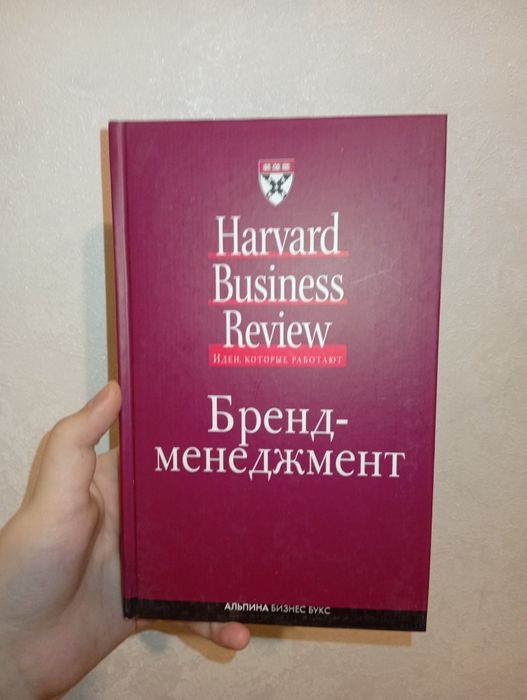 Harvard
Business
Review
ИДЕИ, КОТОРЫЕ РАБОТАЮТ
Бренд-
менеджмент
АЛЬПИНА БИЗНЕС БУКС